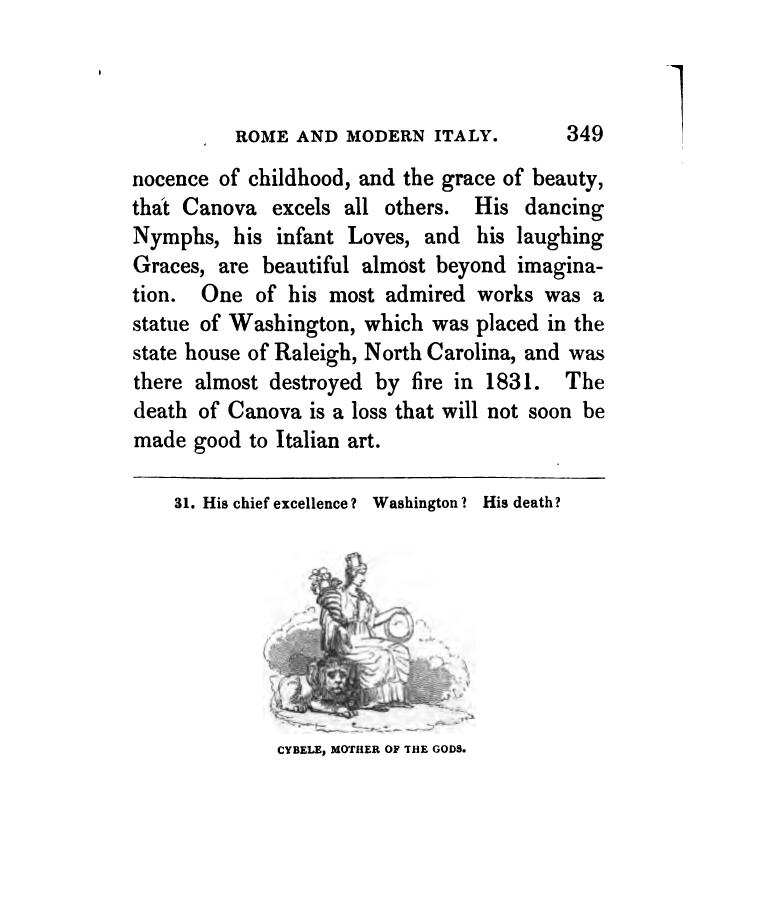 ROME AND MODERN ITALY. 349
nocence of childhood, and the grace of beauty,
that Canova excels all others. His dancing
Nymphs, his infant Loves, and his laughing
Graces, are beautiful almost beyond imagina-
tion. One of his most admired works was a
statue of Washington, which was placed in the
state house of Raleigh, North Carolina, and was
there almost destroyed by fire in 1831. The
death of Canova is a loss that will not soon be
made good to Italian art.
31. His chief excellence? Washington? His death?
CYBELE, MOTHER OF THE GODS.